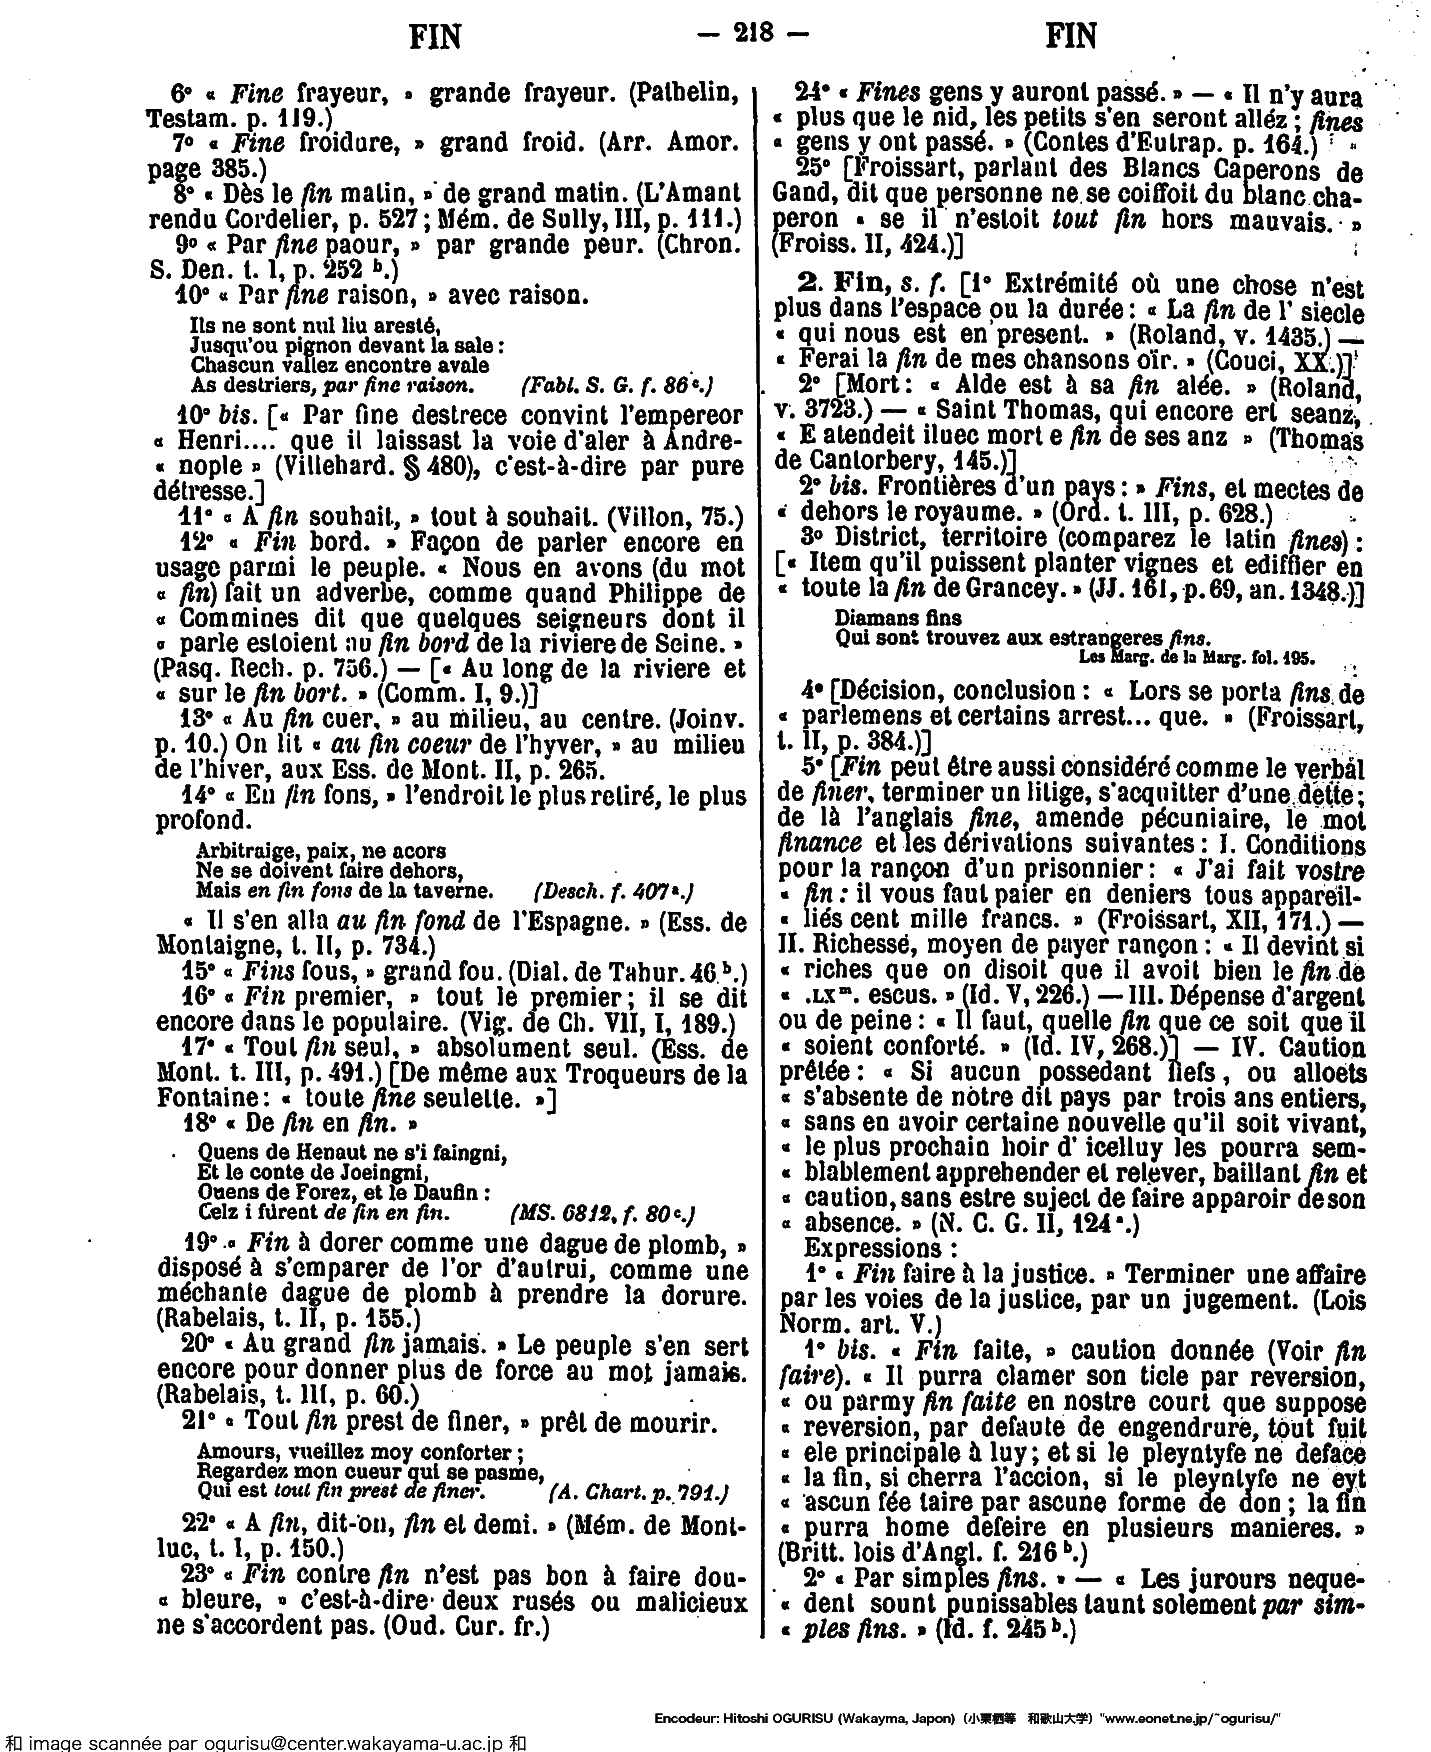 FIN — 218 — FIN
6° « Fine frayeur, » grande frayeur. (Pathelin,
Testam. p. 119.)
7° « Fine froidure, » grand froid. (Arr. Amor.
page 385.)
8° « Dès le fin matin, » de grand matin. (L'Amant
rendu Cordelier, p. 527 ; Mém. de Sully, III, p. 111.)
9° « Par fine paour, » par grande peur. (Chron.
S. Den. t. I, p. 252 b.)
10° « Par fine raison, » avec raison.
Ils ne sont nul liu aresté,
Jusqu'ou pignon devant la sale :
Chascun vallez encontre avale
As destriers, par fine raison. (Fabl. S. G. f. 86 c.)
10° bis. [« Par fine destrece convint l'empereor
« Henri.... que il laissast la voie d'aler à Andre-
« nople » (Villehard. § 480), c'est-à-dire par pure
détresse.]
11° « A fin souhait, » tout à souhait. (Villon, 75.)
12° « Fin bord. » Façon de parler encore en
usage parmi le peuple. « Nous en avons (du mot
« fin) fait un adverbe, comme quand Philippe de
« Commines dit que quelques seigneurs dont il
« parle estoient au fin bord de la riviere de Seine. »
(Pasq. Rech. p. 756.) — [« Au long de la riviere et
« sur le fin bort. » (Comm. I, 9.)]
13° « Au fin cuer, » au milieu, au centre. (Joinv.
p. 10.) On lit « au fin coeur de l'hyver, » au milieu
de l'hiver, aux Ess. de Mont. II, p. 265.
14° « En fin fons, » l'endroit le plus retiré, le plus
profond.
Arbitraige, paix, ne acors
Ne se doivent faire dehors,
Mais en fin fons de la taverne. (Desch. f. 407 a.)
« Il s'en alla au fin fond de l'Espagne. » (Ess. de
Montaigne, t. II, p. 734.)
15° « Fins fous, » grand fou. (Dial. de Tahur. 46 b.)
16° « Fin premier, » tout le premier ; il se dit
encore dans le populaire. (Vig. de Ch. VII, I, 189.)
17° « Tout fin seul, » absolument seul. (Ess. de
Mont. t. III, p. 491.) [De même aux Troqueurs de la
Fontaine : « toute fine seulette. »]
18° « De fin en fin. »
Quens de Henaut ne s'i faingni,
Et le conte de Joeingni,
Quens de Forez, et le Daufin :
Celz i furent de fin en fin. (MS. 6812, f. 80 c.)
19° « Fin à dorer comme une dague de plomb, »
disposé à s'emparer de l'or d'autrui, comme une
méchante dague de plomb à prendre la dorure.
(Rabelais, t. II, p. 155.)
20° « Au grand fin jamais. » Le peuple s'en sert
encore pour donner plus de force au mot jamais.
(Rabelais, t. III, p. 60.)
21° « Tout fin prest de finer, » prêt de mourir.
Amours, vueillez moy conforter ;
Regardez mon cueur qui se pasme,
Qui est tout fin prest de finer. (A. Chart. p. 791.)
22° « A fin, dit-on, fin et demi. » (Mém. de Mont-
luc, t. I, p. 150.)
23° « Fin contre fin n'est pas bon à faire dou-
« bleure, » c'est-à-dire deux rusés ou malicieux
ne s'accordent pas. (Oud. Cur. fr.)
24° « Fines gens y auront passé. » — « Il n'y aura
« plus que le nid, les petits s'en seront alléz ; fines
« gens y ont passé. » (Contes d'Eutrap. p. 164.)
25° [Froissart, parlant des Blancs Caperons de
Gand, dit que personne ne se coiffoit du blanc cha-
peron « se il n'estoit tout fin hors mauvais. »
(Froiss. II, 424.)]
2. Fin, s. f. [1° Extrémité où une chose n'est
plus dans l'espace ou la durée : « La fin de l' siecle
« qui nous est en present. » (Roland, v. 1435.) —
« Ferai la fin de mes chansons oïr. » (Couci, XX.)]
2° [Mort : « Alde est à sa fin alée. » (Roland,
v. 3723.) — « Saint Thomas, qui encore ert seanz,
« E atendeit iluec mort e fin de ses anz » (Thomas
de Cantorbery, 145.)]
2° bis. Frontières d'un pays : » Fins, et mectes de
« dehors le royaume. » (Ord. t. III, p. 628.)
3° District, territoire (comparez le latin fines) :
[« Item qu'il puissent planter vignes et ediffier en
« toute la fin de Grancey. » (JJ. 161, p. 69, an. 1348.)]
Diamans fins
Qui sont trouvez aux estrangeres fins.
Les Marg. de la Marg. fol. 195.
4° [Décision, conclusion : « Lors se porta fins de
« parlemens et certains arrest... que. » (Froissart,
t. II, p. 384.)]
5° [Fin peut être aussi considéré comme le verbal
de finer, terminer un litige, s'acquitter d'une dette ;
de là l'anglais fine, amende pécuniaire, le mot
finance et les dérivations suivantes : I. Conditions
pour la rançon d'un prisonnier : « J'ai fait vostre
« fin : il vous faut paier en deniers tous appareil-
« liés cent mille francs. » (Froissart, XII, 171.) —
II. Richesse, moyen de payer rançon : « Il devint si
« riches que on disoit que il avoit bien le fin de
« .LXm. escus. » (Id. V, 226.) — III. Dépense d'argent
ou de peine : « Il faut, quelle fin que ce soit que il
« soient conforté. » (Id. IV, 268.)] — IV. Caution
prêtée : « Si aucun possedant fiefs, ou alloets
« s'absente de notre dit pays par trois ans entiers,
« sans en avoir certaine nouvelle qu'il soit vivant,
« le plus prochain hoir d' icelluy les pourra sem-
« blablement apprehender et relever, baillant fin et
« caution, sans estre suject de faire apparoir de son
« absence. » (N. C. G. II, 124 a.)
Expressions :
1° « Fin faire à la justice. » Terminer une affaire
par les voies de la justice, par un jugement. (Lois
Norm. art. V.)
1° bis. « Fin faite, » caution donnée (Voir fin
faire). « Il purra clamer son ticle par reversion,
« ou parmy fin faite en nostre court que suppose
« reversion, par defaute de engendrure, tout fuit
« ele principale à luy ; et si le pleyntyfe ne deface
« la fin, si cherra l'accion, si le pleyntyfe ne eyt
« ascun fée taire par ascune forme de don ; la fin
« purra home defeire en plusieurs manieres. »
(Britt. lois d'Angl. f. 216 b.)
2° « Par simples fins. » — « Les jurours neque-
« dent sount punissables taunt solement par sim-
« ples fins. » (Id. f. 245 b.)
Encodeur: Hitoshi OGURISU (Wakayma, Japon) (小栗栖等 和歌山大学) "www.eonet.ne.jp/~ogurisu/"
和 image scannée par ogurisu@center.wakayama-u.ac.jp 和